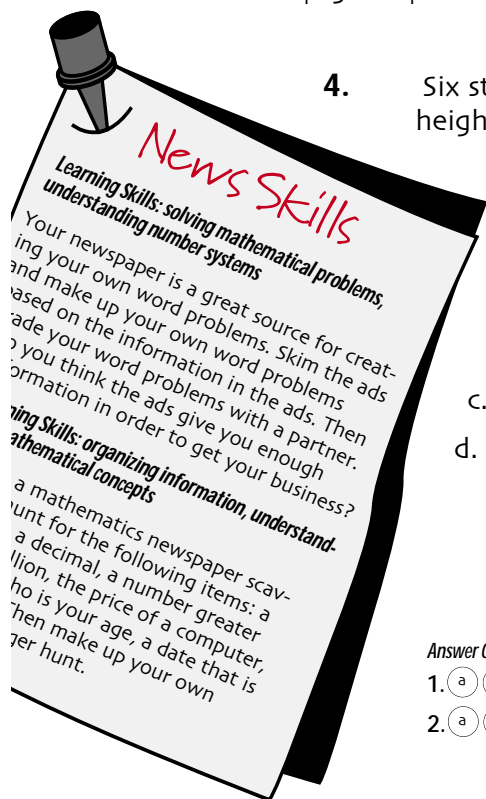 4. Six
heigh
News Skills
Learning Skills: solving mathematical problems,
understanding number systems
Your newspaper is a great source for creat-
ing your own word problems. Skim the ads
and make up your own word problems
ased on the information in the ads. Then
rade your word problems with a partner.
o you think the ads give you enough
ormation in order to get your business?
ning Skills: organizing information, understand-
athematical concepts
a mathematics newspaper scav-
unt for the following items: a
a decimal, a number greater
llion, the price of a computer,
ho is your age, a date that is
hen make up your own
ger hunt.
c.
d.
Answer
1. a
2. a